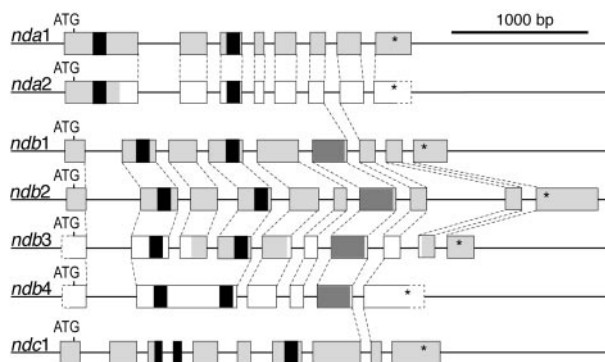 ATG
1000 bp
nda1
*
ATG
nda2
*
ATG
ndb1
*
ATG
ndb2
*
ATG
ndb3
*
ATG
ndb4
*
ATG
ndc1
*